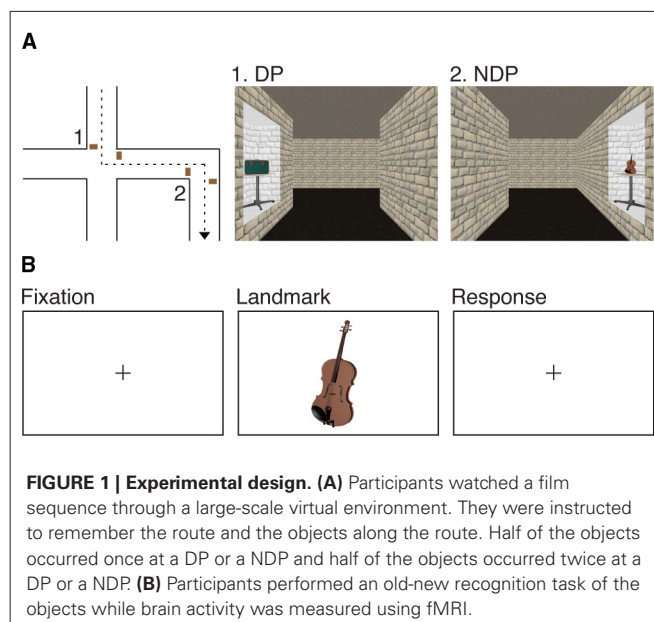 A
1. DP
2. NDP
1
2
B
Fixation
Landmark
Response
FIGURE 1 | Experimental design. (A) Participants watched a film
sequence through a large-scale virtual environment. They were instructed
to remember the route and the objects along the route. Half of the objects
occurred once at a DP or a NDP and half of the objects occurred twice at a
DP or a NDP. (B) Participants performed an old-new recognition task of the
objects while brain activity was measured using fMRI.